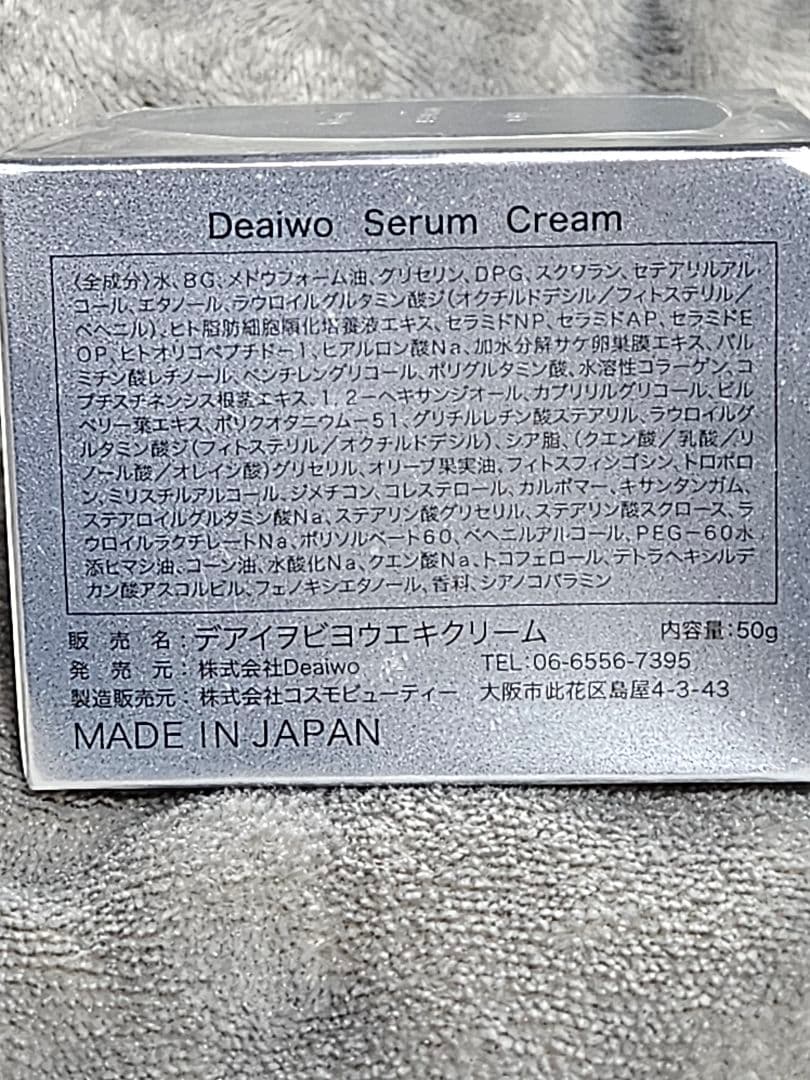 Deaiwo Serum Cream
〈全成分〉水、BG、メドウフォーム油、グリセリン、DPG、スクワラン、セテアリルアル
コール、エタノール、ラウロイルグルタミン酸ジ(オクチルドデシル／フィトステリル／
ベヘニル)、ヒト脂肪細胞順化培養液エキス、セラミドNP、セラミドAP、セラミドE
OP、ヒトオリゴペプチドー1、ヒアルロン酸Na、加水分解サケ卵巣膜エキス、パル
ミチン酸レチノール、ペンチレングリコール、ポリグルタミン酸、水溶性コラーゲン、コ
プチスチネンシス根茎エキス、1，2－ヘキサンジオール、カプリリルグリコール、ビル
ベリー葉エキス、ポリクオタニウム－51、グリチルレチン酸ステアリル、ラウロイルグ
ルタミン酸ジ(フィトステリル／オクチルドデシル)、シア脂、(クエン酸／乳酸／リ
ノール酸／オレイン酸)グリセリル、オリーブ果実油、フィトスフィンゴシン、トロポロ
ン、ミリスチルアルコール、ジメチコン、コレステロール、カルボマー、キサンタンガム、
ステアロイルグルタミン酸Na、ステアリン酸グリセリル、ステアリン酸スクロース、ラ
ウロイルラクチレートNa、ポリソルベート60、ベヘニルアルコール、PEG－60水
添ヒマシ油、コーン油、水酸化Na、クエン酸Na、トコフェロール、テトラヘキシルデ
カン酸アスコルビル、フェノキシエタノール、香料、シアノコバラミン
販売名：デアイヲビヨウエキクリーム 内容量：50g
発売元：株式会社Deaiwo TEL：06-6556-7395
製造販売元：株式会社コスモビューティー 大阪市此花区島屋4-3-43
MADE IN JAPAN